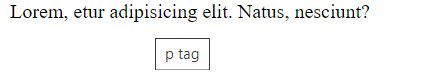 Lorem, etur adipisicing elit. Natus, nesciunt?
p tag